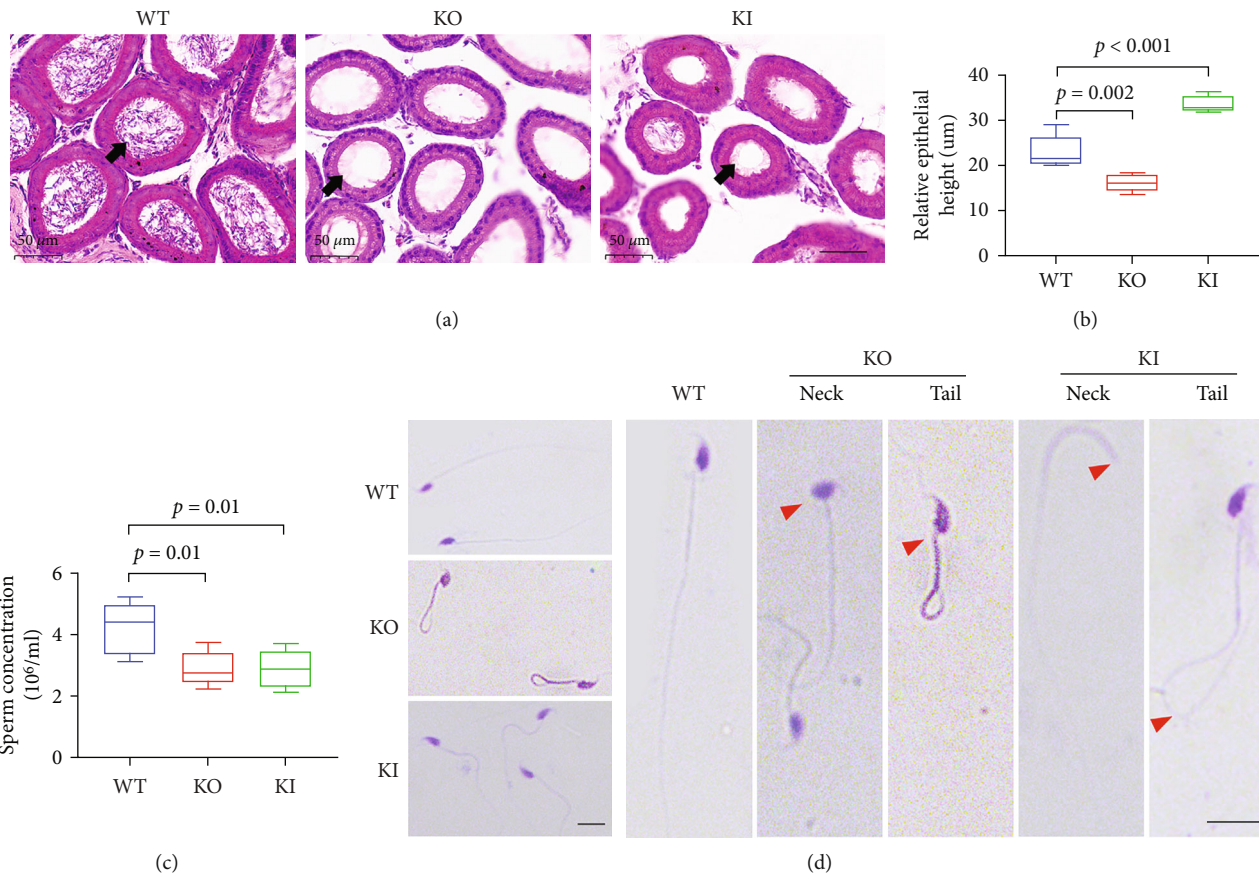 WT KO KI
50 μm 50 μm 50 μm
(a)
p < 0.001
p = 0.002
Relative epithelial
height (um)
40
30
20
10
0
WT KO KI
(b)
p = 0.01
p = 0.01
Sperm concentration
(10⁶/ml)
6
4
2
0
WT KO KI
(c)
WT
KO
KI
KO KI
WT Neck Tail Neck Tail
(d)